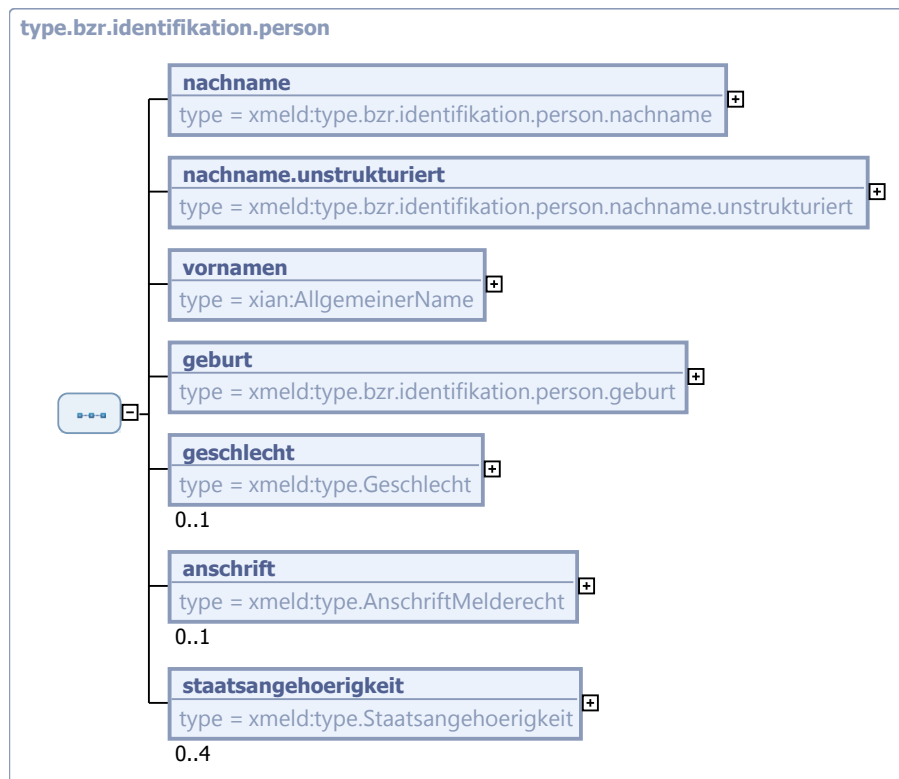 type.bzr.identifikation.person
nachname
type = xmeld:type.bzr.identifikation.person.nachname
nachname.unstrukturiert
type = xmeld:type.bzr.identifikation.person.nachname.unstrukturiert
vornamen
type = xian:AllgemeinerName
geburt
type = xmeld:type.bzr.identifikation.person.geburt
geschlecht
type = xmeld:type.Geschlecht
0..1
anschrift
type = xmeld:type.AnschriftMelderecht
0..1
staatsangehoerigkeit
type = xmeld:type.Staatsangehoerigkeit
0..4